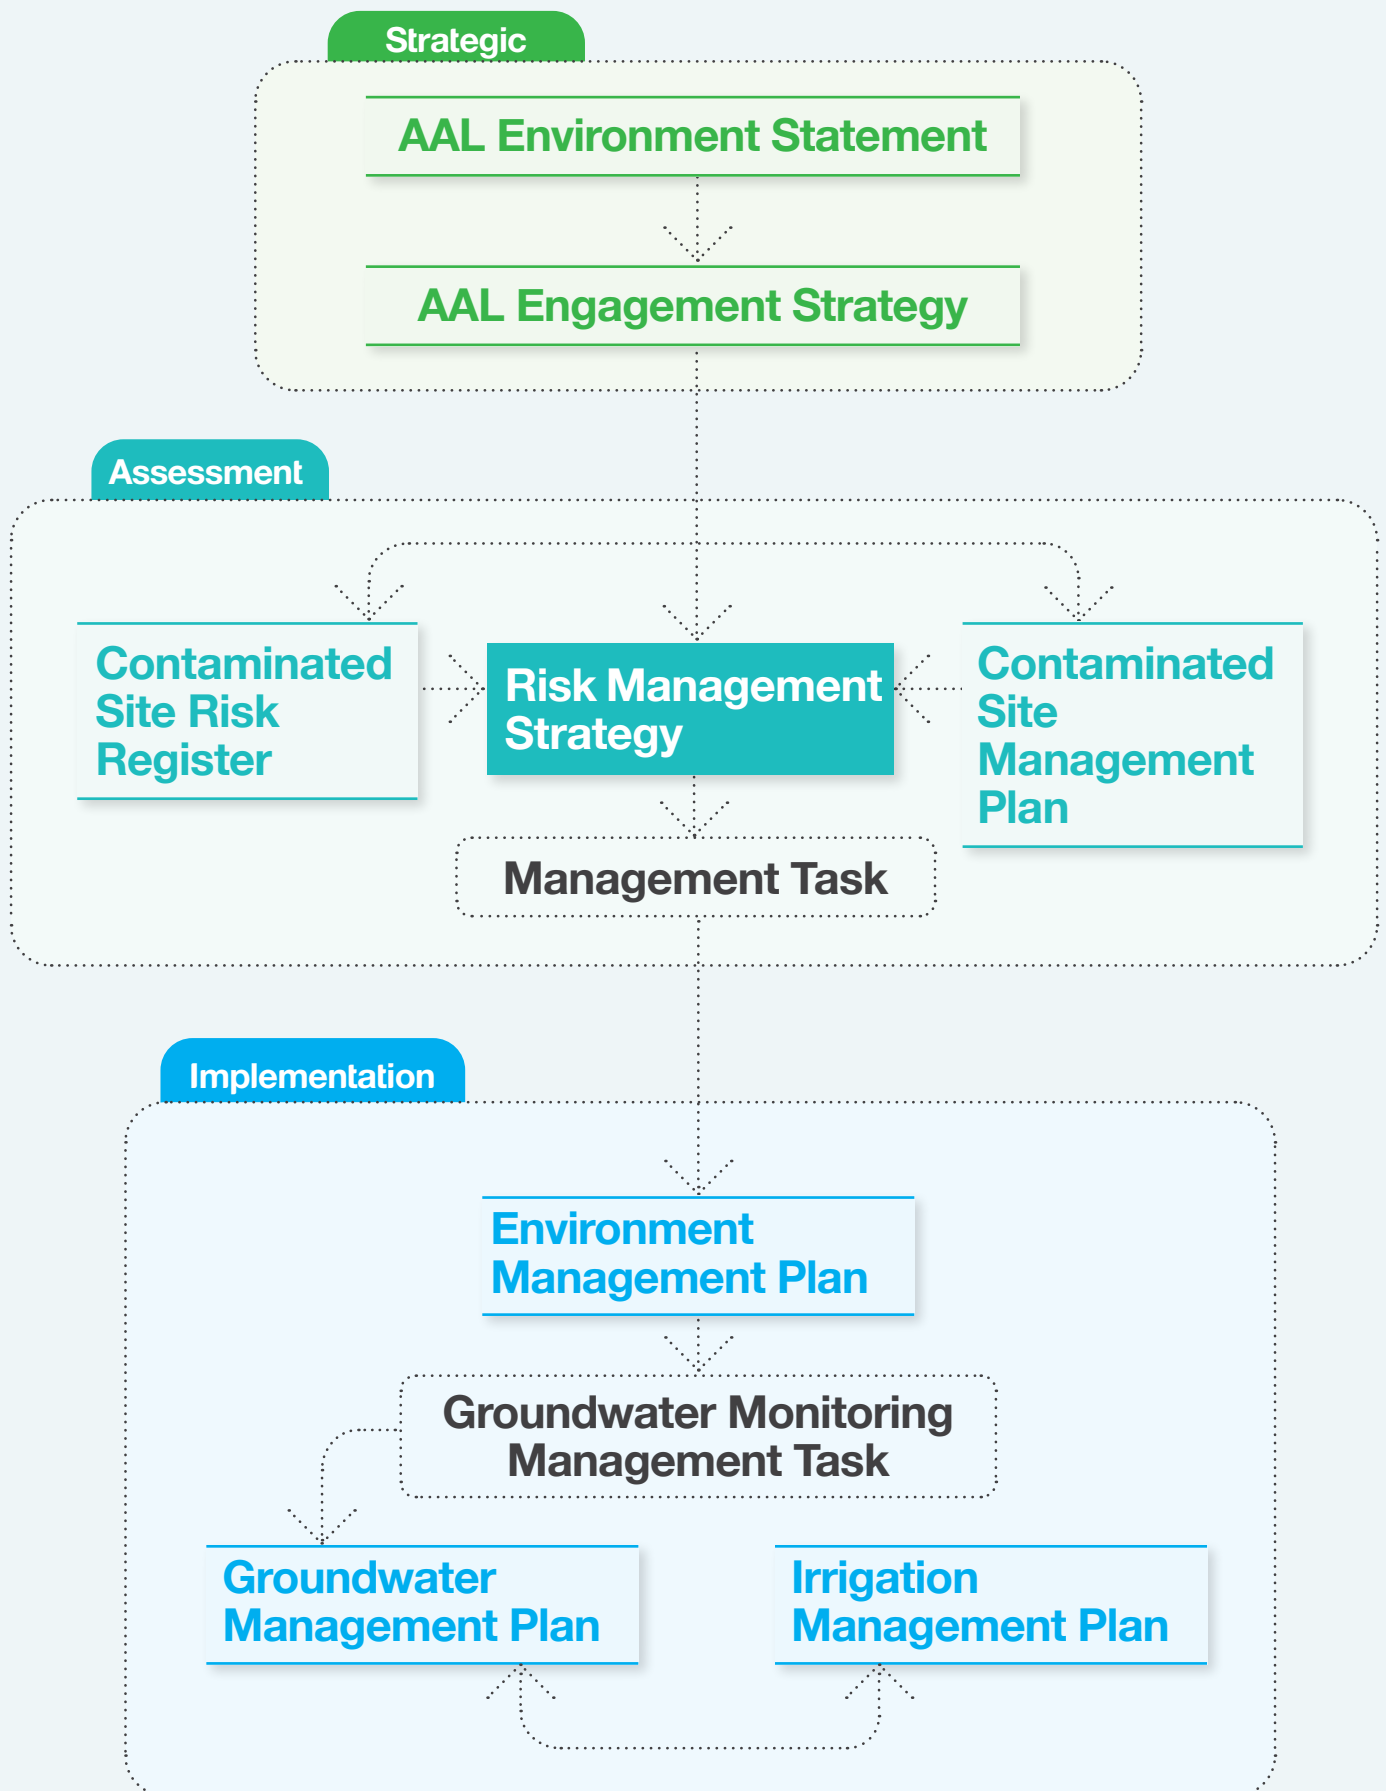 Strategic
AAL Environment Statement
AAL Engagement Strategy
Assessment
Contaminated
Site Risk
Register
Risk Management
Strategy
Contaminated
Site
Management
Plan
Management Task
Implementation
Environment
Management Plan
Groundwater Monitoring
Management Task
Groundwater
Management Plan
Irrigation
Management Plan